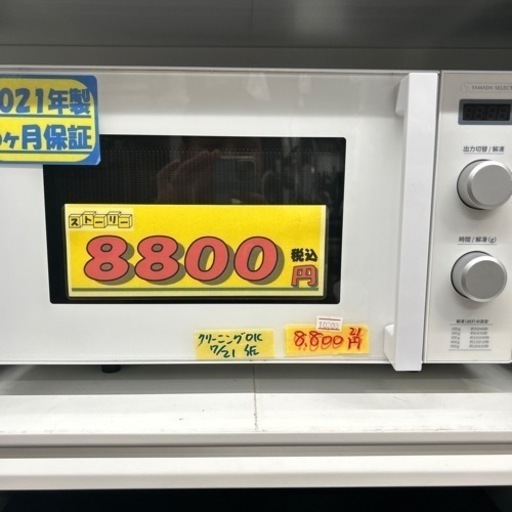 2021年製
ヶ月保証
YAMADA SELECT
出力切替/解凍
時間/解凍(g)
ストーリー
8800
税込
円
クリーニングOK
7/21
8,800円